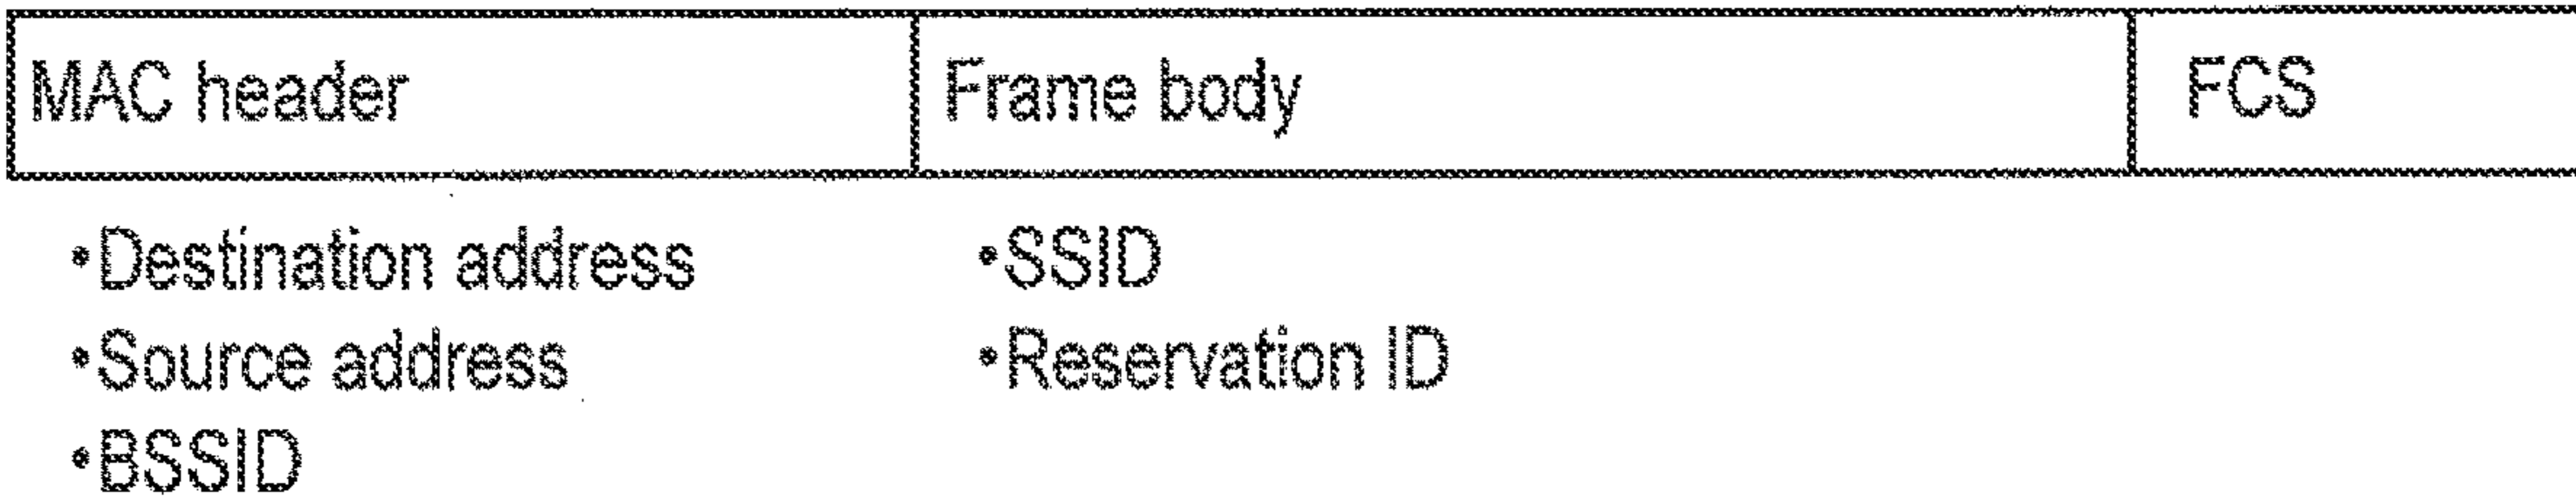 MAC header Frame body FCS
•Destination address •SSID
•Source address •Reservation ID
•BSSID